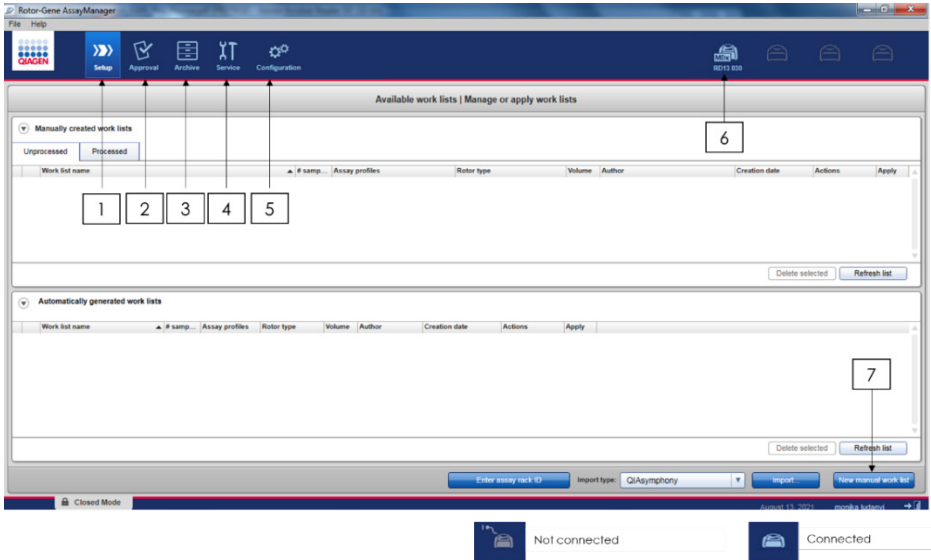 Rotor-Gene AssayManager
File Help
QIAGEN
Setup Approval Archive Service Configuration
RD13 030
Available work lists | Manage or apply work lists
Manually created work lists
6
Unprocessed Processed
Work list name # samp... Assay profiles Rotor type Volume Author Creation date Actions Apply
1 2 3 4 5
Delete selected Refresh list
Automatically generated work lists
Work list name # samp... Assay profiles Rotor type Volume Author Creation date Actions Apply
7
Delete selected Refresh list
Enter assay rack ID Import type: QIAsymphony Import... New manual work list
Closed Mode August 13, 2021 monika ludanyi
Not connected Connected